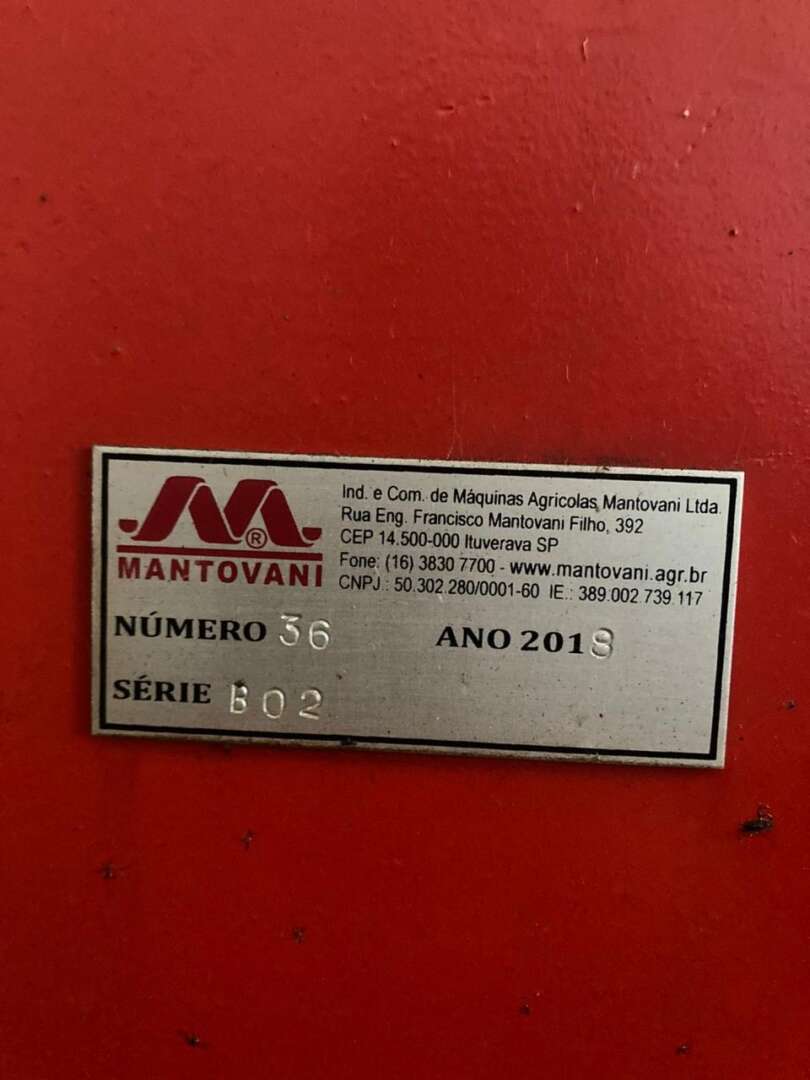 Ind. e Com. de Máquinas Agricolas Mantovani Ltda.
Rua Eng. Francisco Mantovani Filho, 392
CEP 14.500-000 Ituverava SP
Fone: (16) 3830 7700 - www.mantovani.agr.br
CNPJ.: 50.302.280/0001-60 IE.: 389.002.739.117
M®
MANTOVANI
NÚMERO 36 ANO 2018
SÉRIE B02